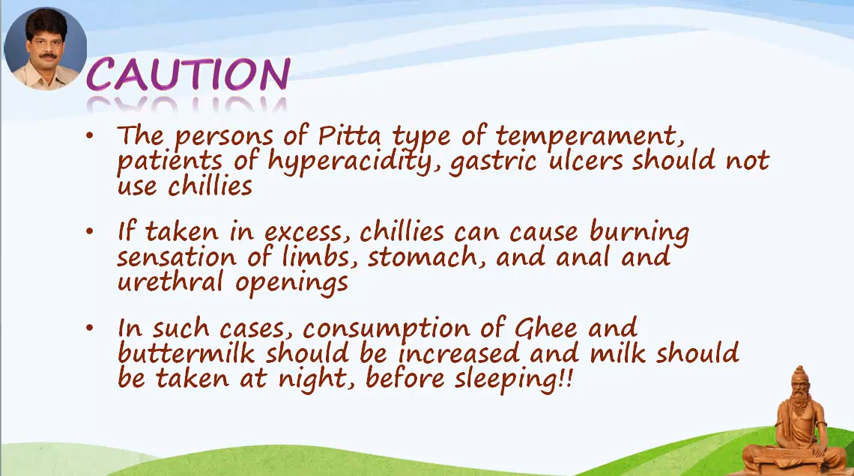 CAUTION
• The persons of Pitta type of temperament,
patients of hyperacidity, gastric ulcers should not
use chillies
• If taken in excess, chillies can cause burning
sensation of limbs, stomach, and anal and
urethral openings
• In such cases, consumption of Ghee and
buttermilk should be increased and milk should
be taken at night, before sleeping!!